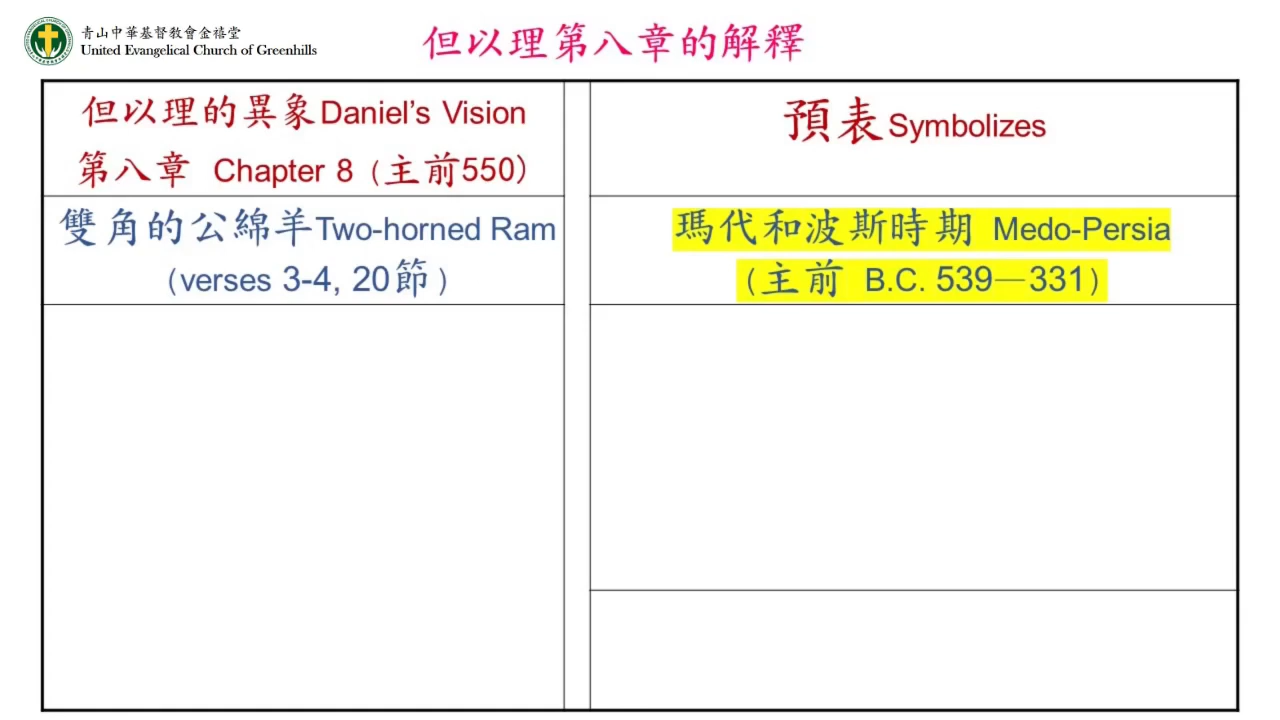 青山中華基督教會金禧堂
United Evangelical Church of Greenhills
但以理第八章的解釋
但以理的異象Daniel's Vision
第八章 Chapter 8 (主前550)
預表Symbolizes
雙角的公綿羊Two-horned Ram
(verses 3-4, 20節)
瑪代和波斯時期 Medo-Persia
(主前 B.C. 539—331)